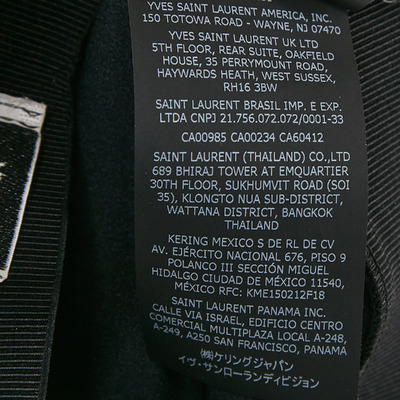 YVES SAINT LAURENT AMERICA, INC.
150 TOTOWA ROAD - WAYNE, NJ 07470
YVES SAINT LAURENT UK LTD
5TH FLOOR, REAR SUITE, OAKFIELD
HOUSE, 35 PERRYMOUNT ROAD,
HAYWARDS HEATH, WEST SUSSEX,
RH16 3BW
SAINT LAURENT BRASIL IMP. E EXP.
LTDA CNPJ 21.756.072.072/0001-33
CA00985 CA00234 CA60412
SAINT LAURENT (THAILAND) CO.,LTD
689 BHIRAJ TOWER AT EMQUARTIER
30TH FLOOR, SUKHUMVIT ROAD (SOI
35), KLONGTO NUA SUB-DISTRICT,
WATTANA DISTRICT, BANGKOK
THAILAND
KERING MEXICO S DE RL DE CV
AV. EJÉRCITO NACIONAL 676, PISO 9
POLANCO III SECCIÓN MIGUEL
HIDALGO CIUDAD DE MÉXICO 11540,
MÉXICO RFC: KME150212F18
SAINT LAURENT PANAMA INC.
CALLE VIA ISRAEL, EDIFICIO CENTRO
COMERCIAL MULTIPLAZA LOCAL A-248,
A-249, A250 SAN FRANCISCO, PANAMA
㈱ケリングジャパン
イヴ・サンローランディビジョン